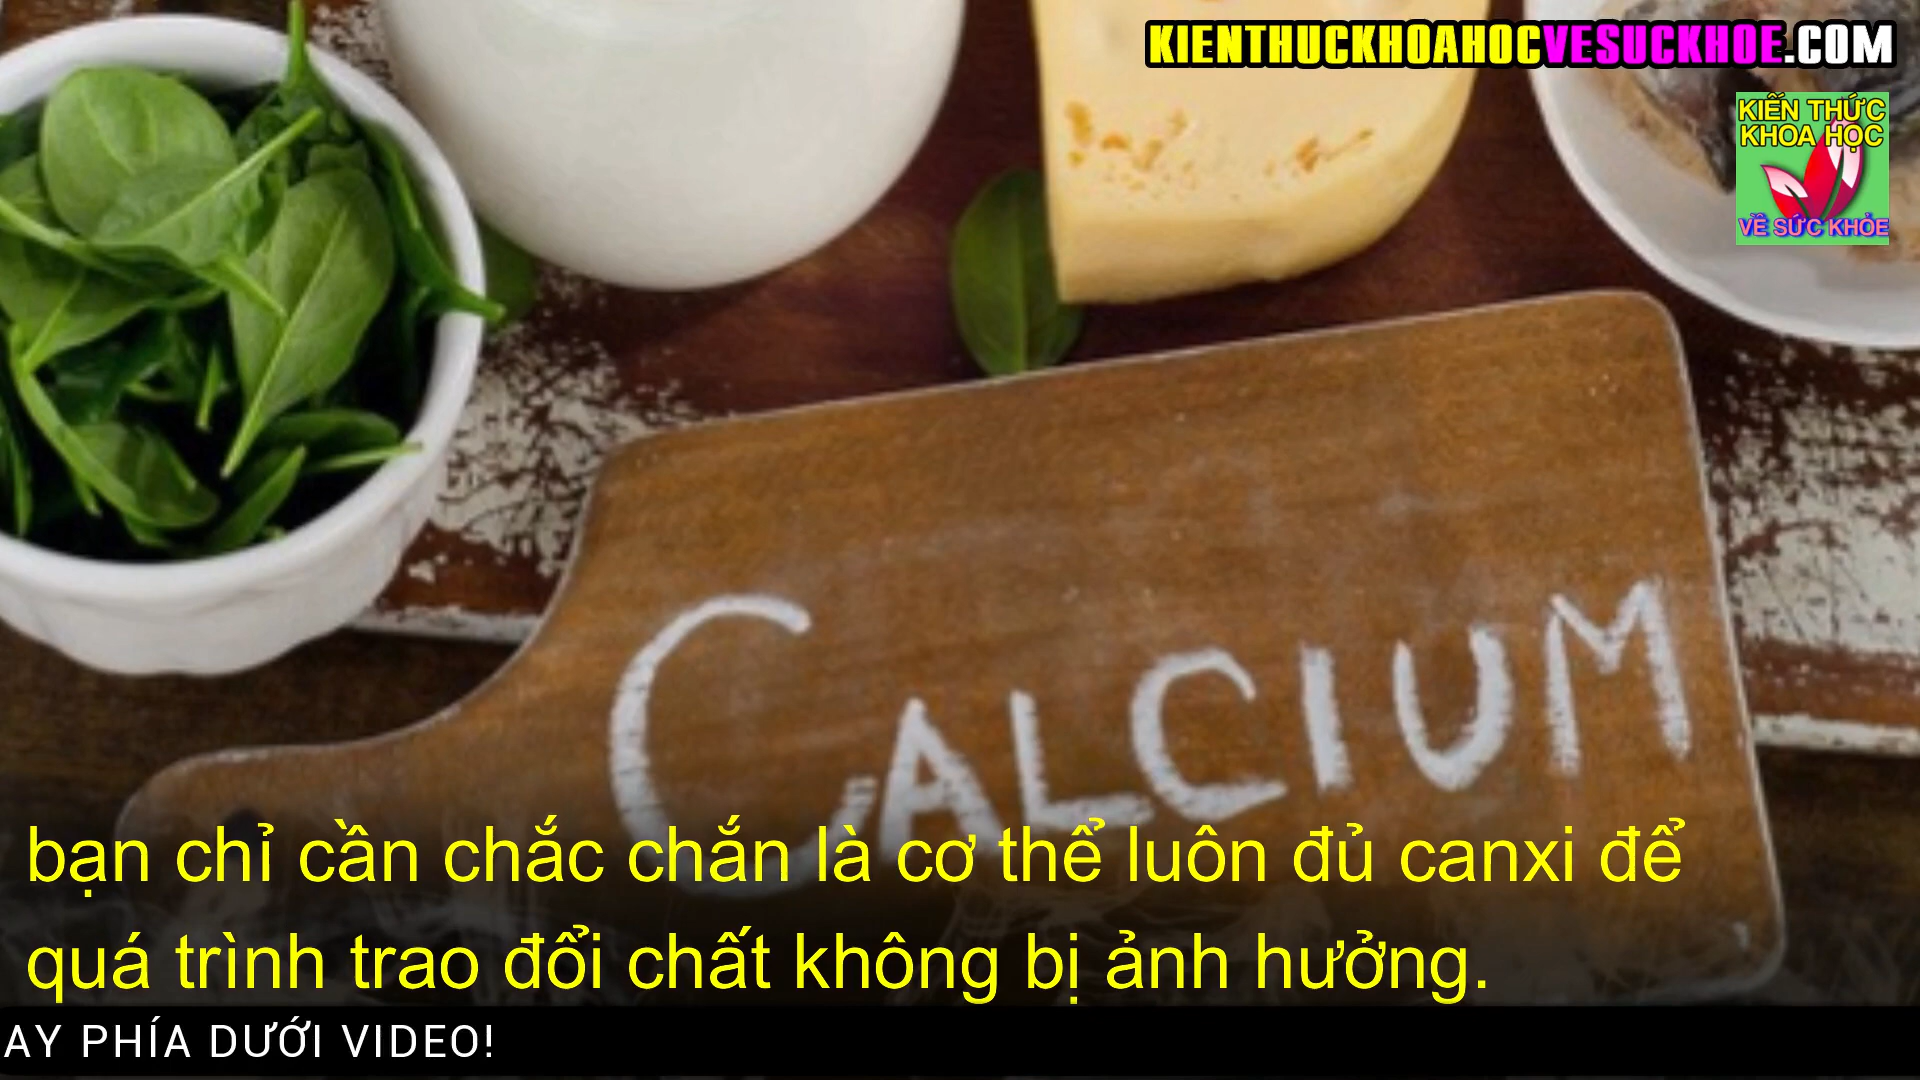 KIENTHUCKHOAHOCVESUCKHOE.COM
KIẾN THỨC
KHOA HỌC
VỀ SỨC KHỎE
CALCIUM
bạn chỉ cần chắc chắn là cơ thể luôn đủ canxi để
quá trình trao đổi chất không bị ảnh hưởng.
AY PHÍA DƯỚI VIDEO!